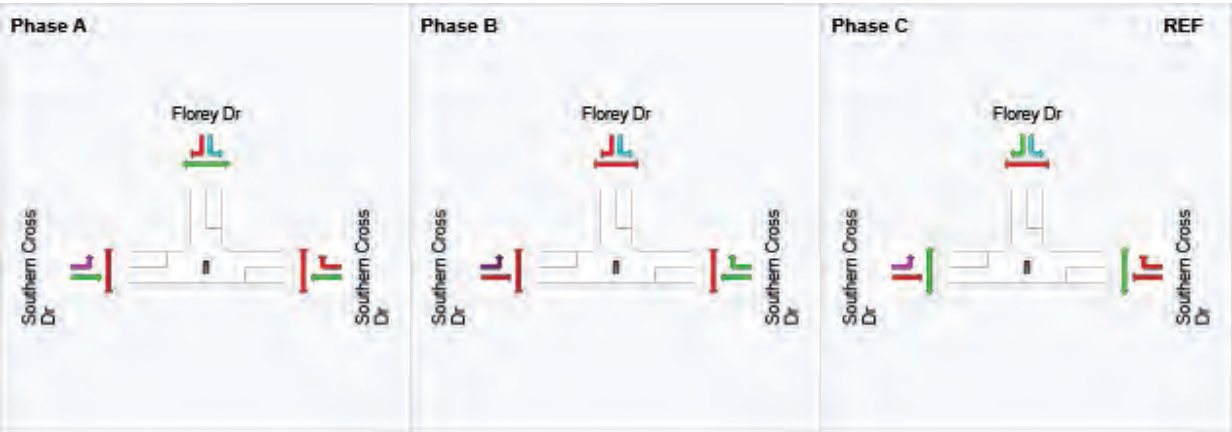 Phase A
Florey Dr
Southern Cross
Dr
Southern Cross
Dr
Phase B
Florey Dr
Southern Cross
Dr
Southern Cross
Dr
Phase C
REF
Florey Dr
Southern Cross
Dr
Southern Cross
Dr